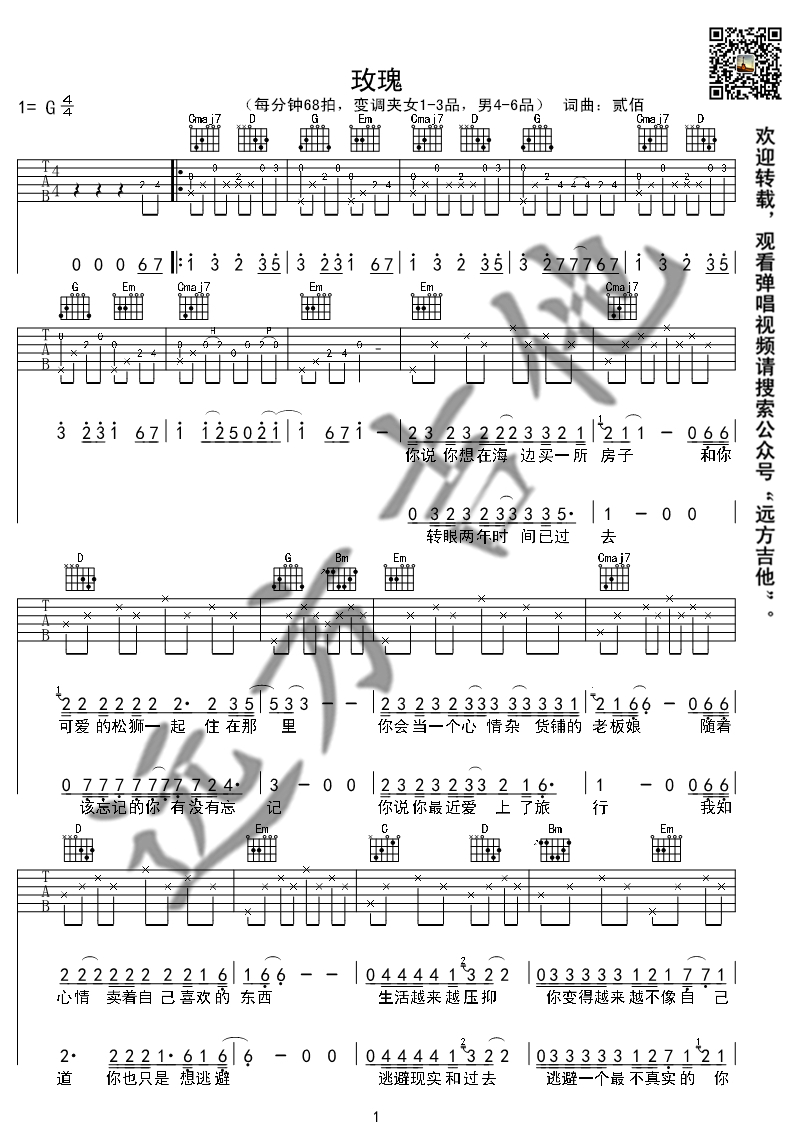 玫瑰
1= G 4/4
（每分钟68拍，变调夹女1-3品，男4-6品） 词曲：贰佰
欢迎转载，观看弹唱视频请搜索公众号“远方吉他”。
Cmaj7 D G Em Cmaj7 D G Cmaj7 D
T A B 4 4
0 0 0 6 7 1 3 2 3 5 3 2 3 1 6 7 1 3 2 3 5 3 2 7 7 7 6 7 1 3 2 3 5
G Em Cmaj7 Em Em Cmaj7
T A B
H P
3 2 3 1 6 7 1 1 2 5 0 2 1 1 6 7 1 - 2 3 2 3 2 2 2 3 3 2 1 2 1 1 - 0 6 6
你说 你想在海 边买一所 房子 和你
0 3 2 3 2 3 3 3 3 3 5· 1 - 0 0
转眼两年时 间已过 去
D G Bm Em Cmaj7
T A B
2 2 2 2 2 2 2· 2 3 5 5 3 3 - - 2 3 2 3 2 3 3 3 3 3 3 3 1 2 1 6 6 - 0 6 6
可爱 的松狮一起 住在那 里 你会当一个心 情杂 货铺的 老板娘 随着
0 7 7 7 7 7 7 7 7 7 2 4· 3 - 0 0 2 3 2 3 2 3 3 2 1 6· 1 - 0 6 6
该忘记的你 有没有忘 记 你说你最近爱 上了旅 行 我知
D Em C D Bm Em
T A B
2 2 2 2 2 2 2 2 1 6 1 6 6 - - 0 4 4 4 4 1 3 2 2 0 3 3 3 3 3 1 2 1 7 7 1
心情 卖着自己喜欢的 东西 生活越来越压抑 你变得越来越不像自己
2· 2 2 2 1· 6 1 6 6 - 0 0 0 4 4 4 4 1 3 2 2 0 3 3 3 3 3 1 2 7 1 2 1
道 你也只是 想逃避 逃避现实和过去 逃避一个最不真实的 你
远方吉他
1